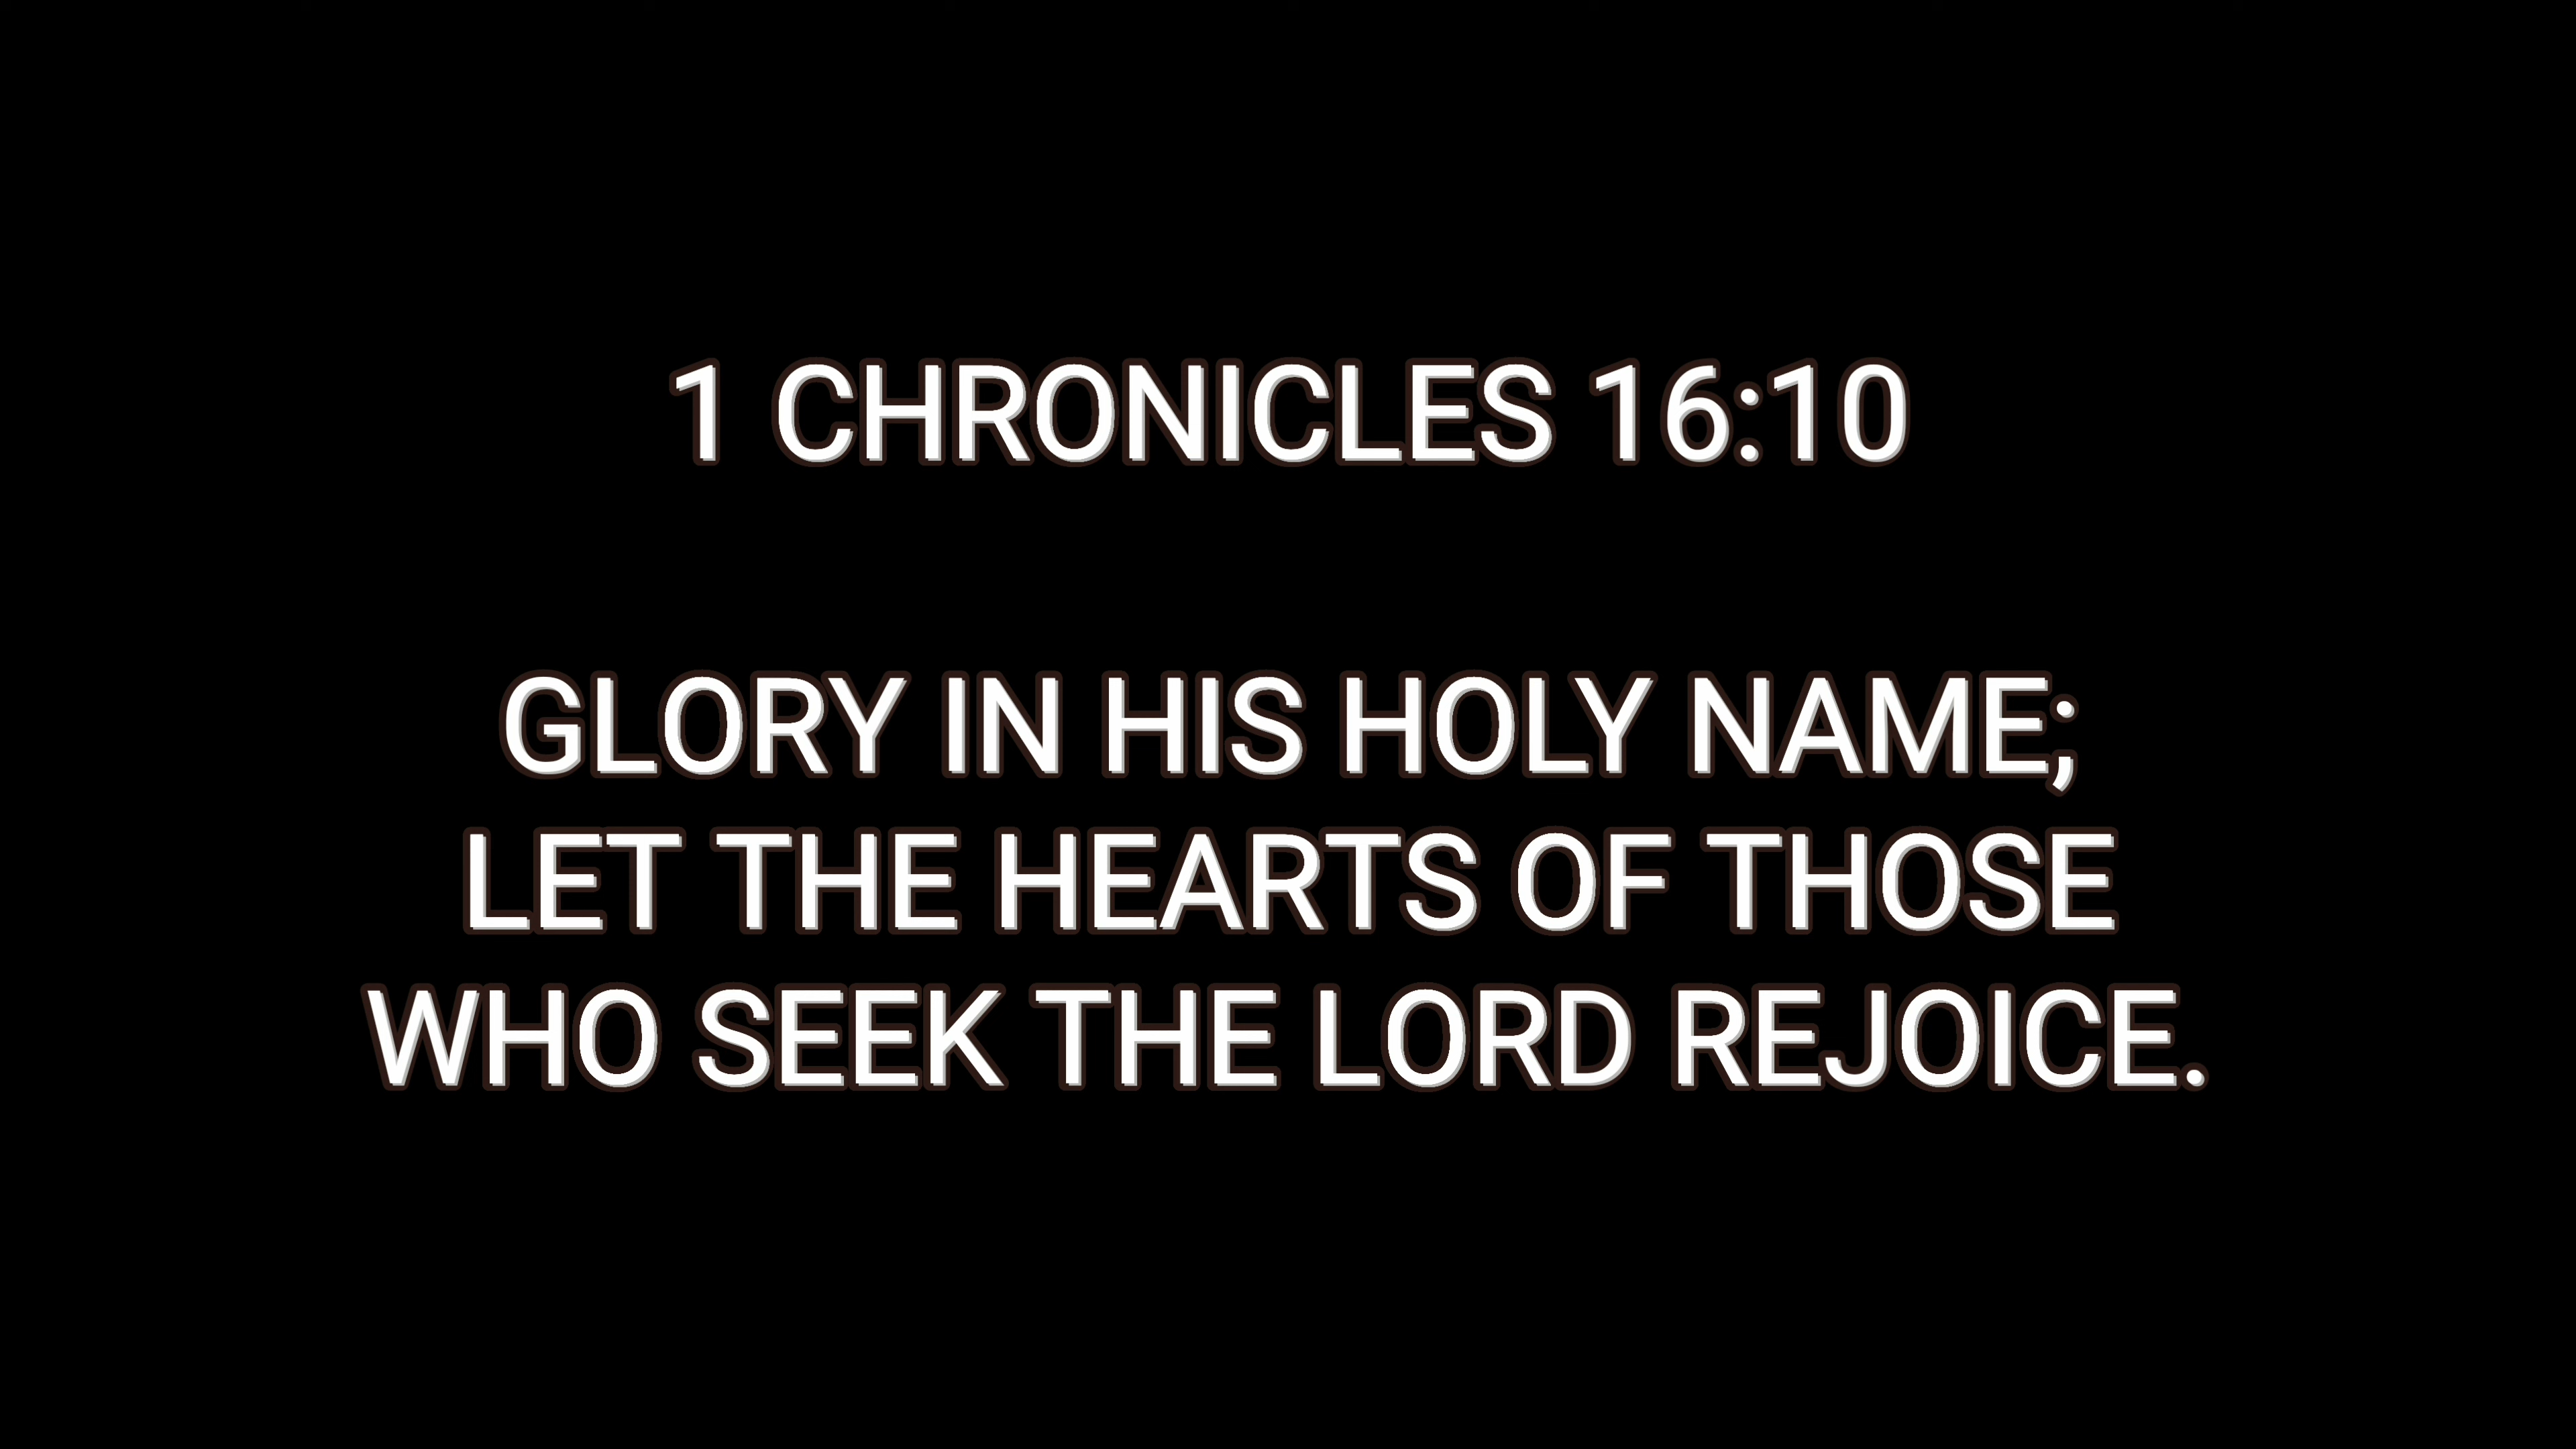 1 CHRONICLES 16:10
GLORY IN HIS HOLY NAME;
LET THE HEARTS OF THOSE
WHO SEEK THE LORD REJOICE.